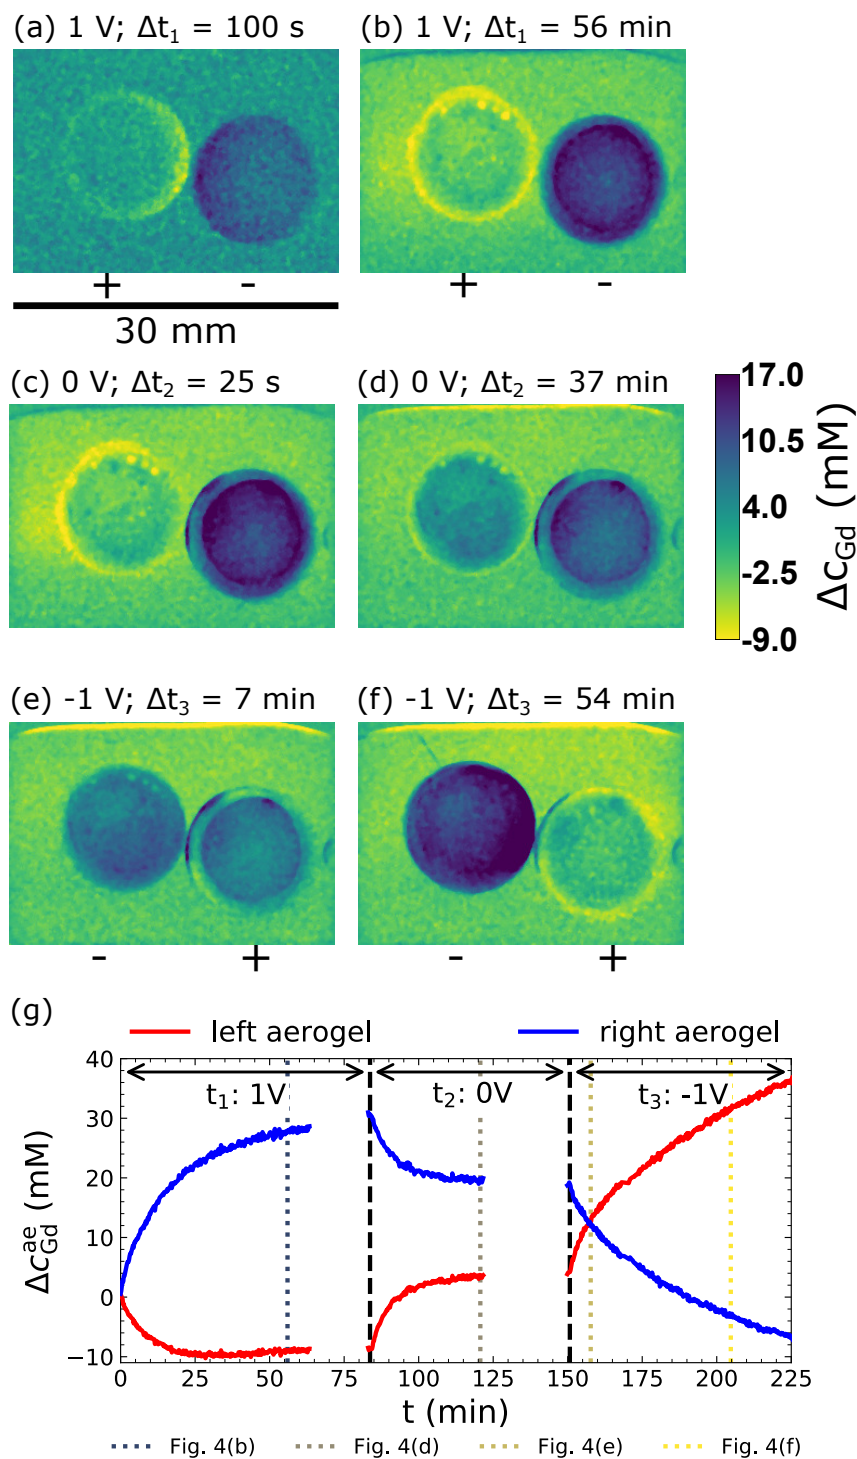 (a) 1 V; Δt₁ = 100 s
(b) 1 V; Δt₁ = 56 min
+ -
+ -
30 mm
(c) 0 V; Δt₂ = 25 s
(d) 0 V; Δt₂ = 37 min
17.0
10.5
4.0
-2.5
-9.0
Δc_Gd (mM)
(e) -1 V; Δt₃ = 7 min
(f) -1 V; Δt₃ = 54 min
- +
- +
(g)
left aerogel
right aerogel
t₁: 1V
t₂: 0V
t₃: -1V
40
30
20
10
0
−10
Δc_Gd^ae (mM)
0 25 50 75 100 125 150 175 200 225
t (min)
Fig. 4(b) Fig. 4(d) Fig. 4(e) Fig. 4(f)